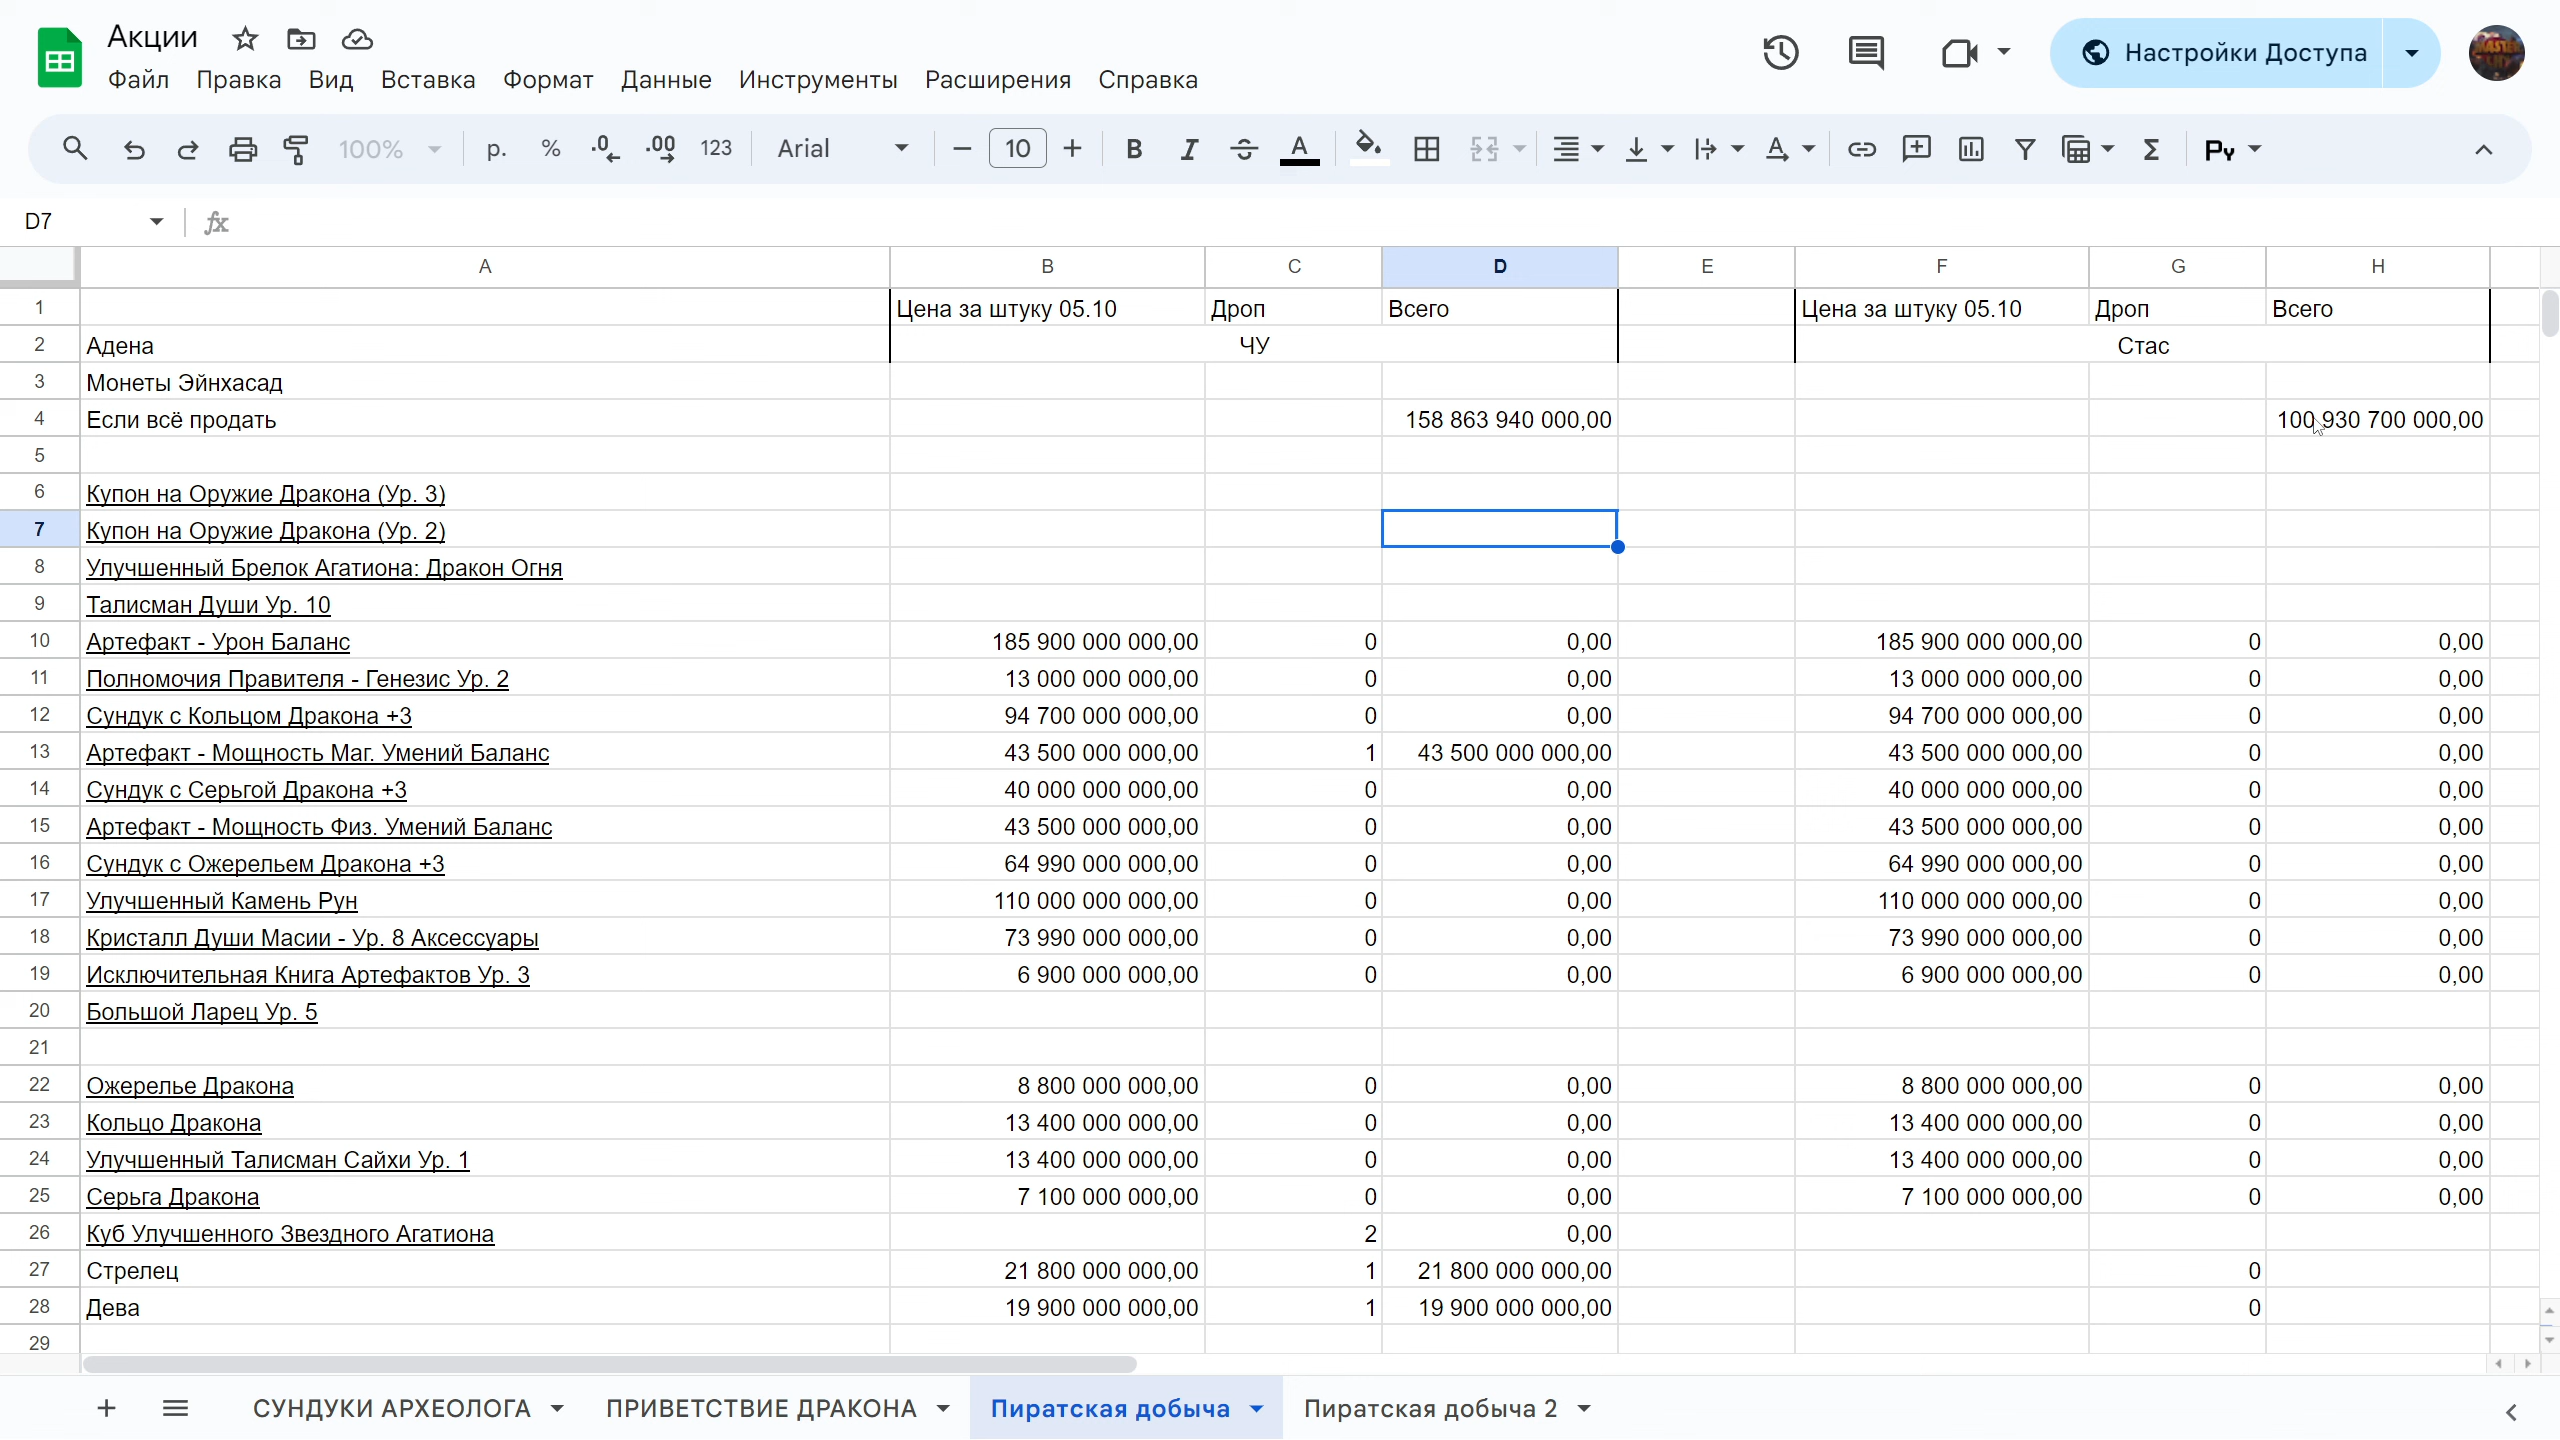 Акции
Файл Правка Вид Вставка Формат Данные Инструменты Расширения Справка
Настройки Доступа
100% р. % .0 .00 123 Arial 10 B I A Σ Py
D7 fx
A B C D E F G H
1 Цена за штуку 05.10 Дроп Всего Цена за штуку 05.10 Дроп Всего
2 Адена ЧУ Стас
3 Монеты Эйнхасад
4 Если всё продать 158 863 940 000,00 100 930 700 000,00
5
6 Купон на Оружие Дракона (Ур. 3)
7 Купон на Оружие Дракона (Ур. 2)
8 Улучшенный Брелок Агатиона: Дракон Огня
9 Талисман Души Ур. 10
10 Артефакт - Урон Баланс 185 900 000 000,00 0 0,00 185 900 000 000,00 0 0,00
11 Полномочия Правителя - Генезис Ур. 2 13 000 000 000,00 0 0,00 13 000 000 000,00 0 0,00
12 Сундук с Кольцом Дракона +3 94 700 000 000,00 0 0,00 94 700 000 000,00 0 0,00
13 Артефакт - Мощность Маг. Умений Баланс 43 500 000 000,00 1 43 500 000 000,00 43 500 000 000,00 0 0,00
14 Сундук с Серьгой Дракона +3 40 000 000 000,00 0 0,00 40 000 000 000,00 0 0,00
15 Артефакт - Мощность Физ. Умений Баланс 43 500 000 000,00 0 0,00 43 500 000 000,00 0 0,00
16 Сундук с Ожерельем Дракона +3 64 990 000 000,00 0 0,00 64 990 000 000,00 0 0,00
17 Улучшенный Камень Рун 110 000 000 000,00 0 0,00 110 000 000 000,00 0 0,00
18 Кристалл Души Масии - Ур. 8 Аксессуары 73 990 000 000,00 0 0,00 73 990 000 000,00 0 0,00
19 Исключительная Книга Артефактов Ур. 3 6 900 000 000,00 0 0,00 6 900 000 000,00 0 0,00
20 Большой Ларец Ур. 5
21
22 Ожерелье Дракона 8 800 000 000,00 0 0,00 8 800 000 000,00 0 0,00
23 Кольцо Дракона 13 400 000 000,00 0 0,00 13 400 000 000,00 0 0,00
24 Улучшенный Талисман Сайхи Ур. 1 13 400 000 000,00 0 0,00 13 400 000 000,00 0 0,00
25 Серьга Дракона 7 100 000 000,00 0 0,00 7 100 000 000,00 0 0,00
26 Куб Улучшенного Звездного Агатиона 2 0,00
27 Стрелец 21 800 000 000,00 1 21 800 000 000,00 0
28 Дева 19 900 000 000,00 1 19 900 000 000,00 0
29
СУНДУКИ АРХЕОЛОГА ПРИВЕТСТВИЕ ДРАКОНА Пиратская добыча Пиратская добыча 2